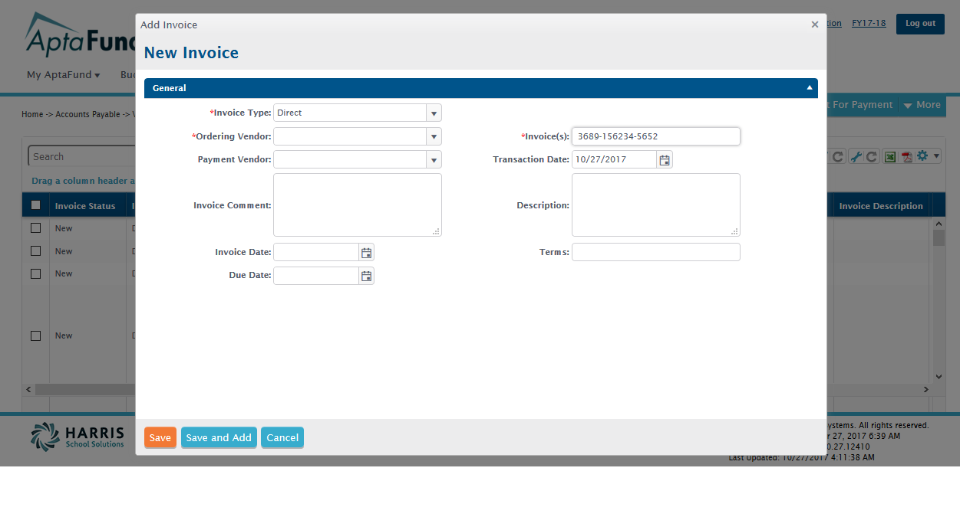 Add Invoice
×
New Invoice
General
*Invoice Type: Direct
*Ordering Vendor:
*Invoice(s): 3689-156234-5652
Payment Vendor:
Transaction Date: 10/27/2017
Invoice Comment:
Description:
Invoice Date:
Terms:
Due Date:
Save
Save and Add
Cancel
AptaFund
FY17-18
Log out
My AptaFund
For Payment
More
Home -> Accounts Payable ->
Search
Drag a column header a
Invoice Status
Invoice Description
New
New
New
New
HARRIS
School Solutions
ystems. All rights reserved.
27, 2017 6:39 AM
0.27.12410
Last Updated: 10/27/2017 4:11:38 AM